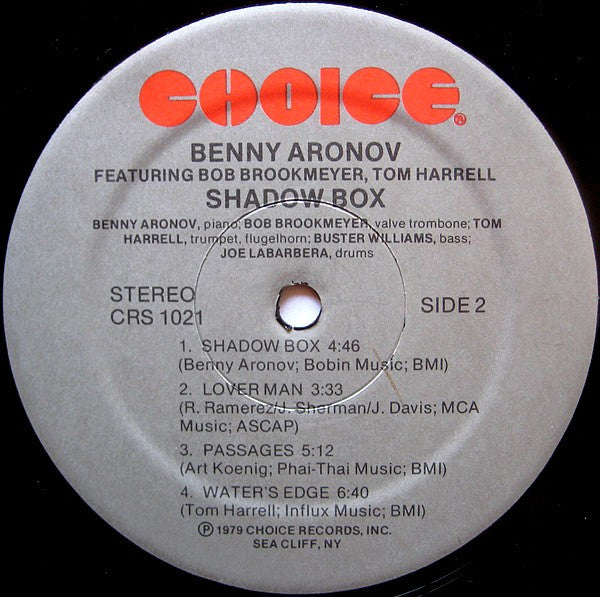 CHOICE®
BENNY ARONOV
FEATURING BOB BROOKMEYER, TOM HARRELL
SHADOW BOX
BENNY ARONOV, piano; BOB BROOKMEYER, valve trombone; TOM
HARRELL, trumpet, flugelhorn; BUSTER WILLIAMS, bass;
JOE LABARBERA, drums
STEREO
CRS 1021
SIDE 2
1. SHADOW BOX 4:46
(Benny Aronov; Bobin Music; BMI)
2. LOVER MAN 3:33
(R. Ramerez/J. Sherman/J. Davis; MCA
Music; ASCAP)
3. PASSAGES 5:12
(Art Koenig; Phai-Thai Music; BMI)
4. WATER'S EDGE 6:40
(Tom Harrell; Influx Music; BMI)
℗ 1979 CHOICE RECORDS, INC.
SEA CLIFF, NY